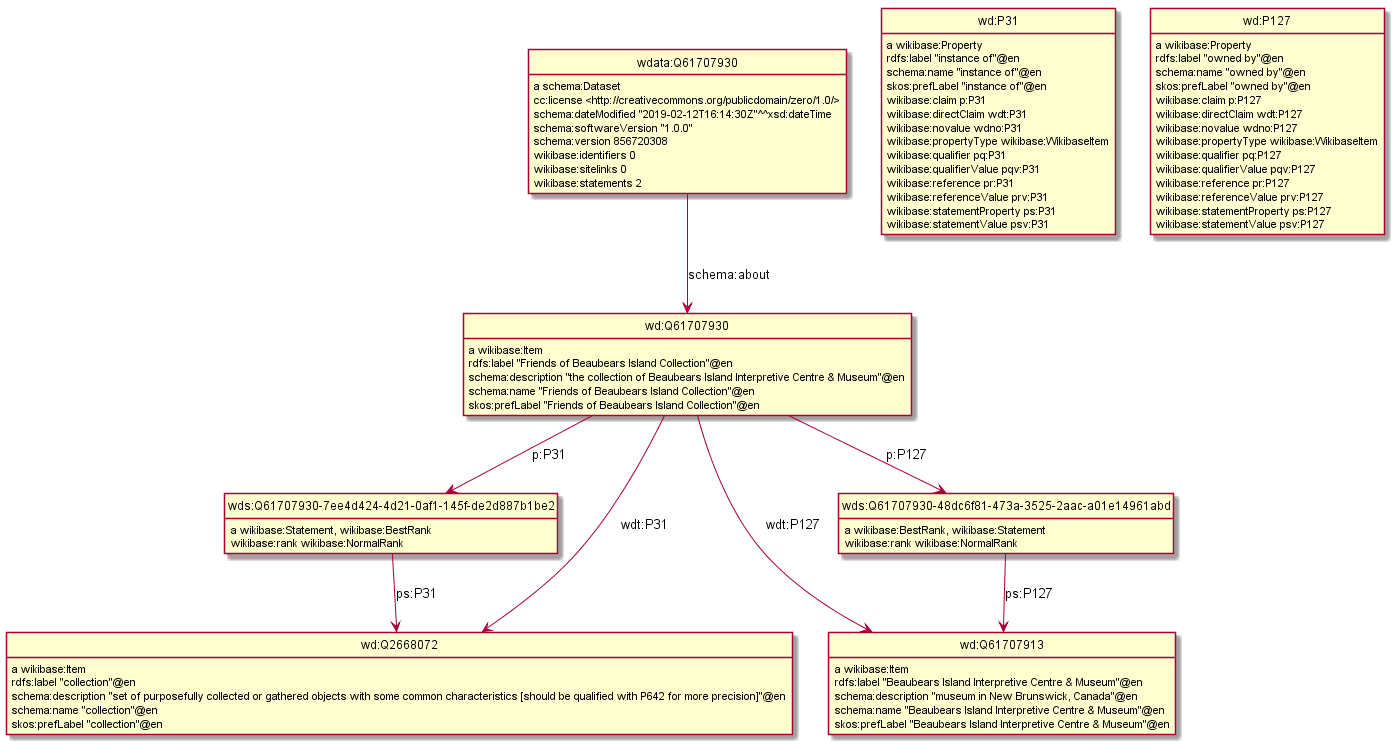 wd:P31
a wikibase:Property
rdfs:label "instance of"@en
schema:name "instance of"@en
skos:prefLabel "instance of"@en
wikibase:claim p:P31
wikibase:directClaim wdt:P31
wikibase:novalue wdno:P31
wikibase:propertyType wikibase:WikibaseItem
wikibase:qualifier pq:P31
wikibase:qualifierValue pqv:P31
wikibase:reference pr:P31
wikibase:referenceValue prv:P31
wikibase:statementProperty ps:P31
wikibase:statementValue psv:P31
wd:P127
a wikibase:Property
rdfs:label "owned by"@en
schema:name "owned by"@en
skos:prefLabel "owned by"@en
wikibase:claim p:P127
wikibase:directClaim wdt:P127
wikibase:novalue wdno:P127
wikibase:propertyType wikibase:WikibaseItem
wikibase:qualifier pq:P127
wikibase:qualifierValue pqv:P127
wikibase:reference pr:P127
wikibase:referenceValue prv:P127
wikibase:statementProperty ps:P127
wikibase:statementValue psv:P127
wdata:Q61707930
a schema:Dataset
cc:license <http://creativecommons.org/publicdomain/zero/1.0/>
schema:dateModified "2019-02-12T16:14:30Z"^^xsd:dateTime
schema:softwareVersion "1.0.0"
schema:version 856720308
wikibase:identifiers 0
wikibase:sitelinks 0
wikibase:statements 2
schema:about
wd:Q61707930
a wikibase:Item
rdfs:label "Friends of Beaubears Island Collection"@en
schema:description "the collection of Beaubears Island Interpretive Centre & Museum"@en
schema:name "Friends of Beaubears Island Collection"@en
skos:prefLabel "Friends of Beaubears Island Collection"@en
p:P31
p:P127
wds:Q61707930-7ee4d424-4d21-0af1-145f-de2d887b1be2
a wikibase:Statement, wikibase:BestRank
wikibase:rank wikibase:NormalRank
wdt:P31
wdt:P127
wds:Q61707930-48dc6f81-473a-3525-2aac-a01e14961abd
a wikibase:BestRank, wikibase:Statement
wikibase:rank wikibase:NormalRank
ps:P31
ps:P127
wd:Q2668072
a wikibase:Item
rdfs:label "collection"@en
schema:description "set of purposefully collected or gathered objects with some common characteristics [should be qualified with P642 for more precision]"@en
schema:name "collection"@en
skos:prefLabel "collection"@en
wd:Q61707913
a wikibase:Item
rdfs:label "Beaubears Island Interpretive Centre & Museum"@en
schema:description "museum in New Brunswick, Canada"@en
schema:name "Beaubears Island Interpretive Centre & Museum"@en
skos:prefLabel "Beaubears Island Interpretive Centre & Museum"@en